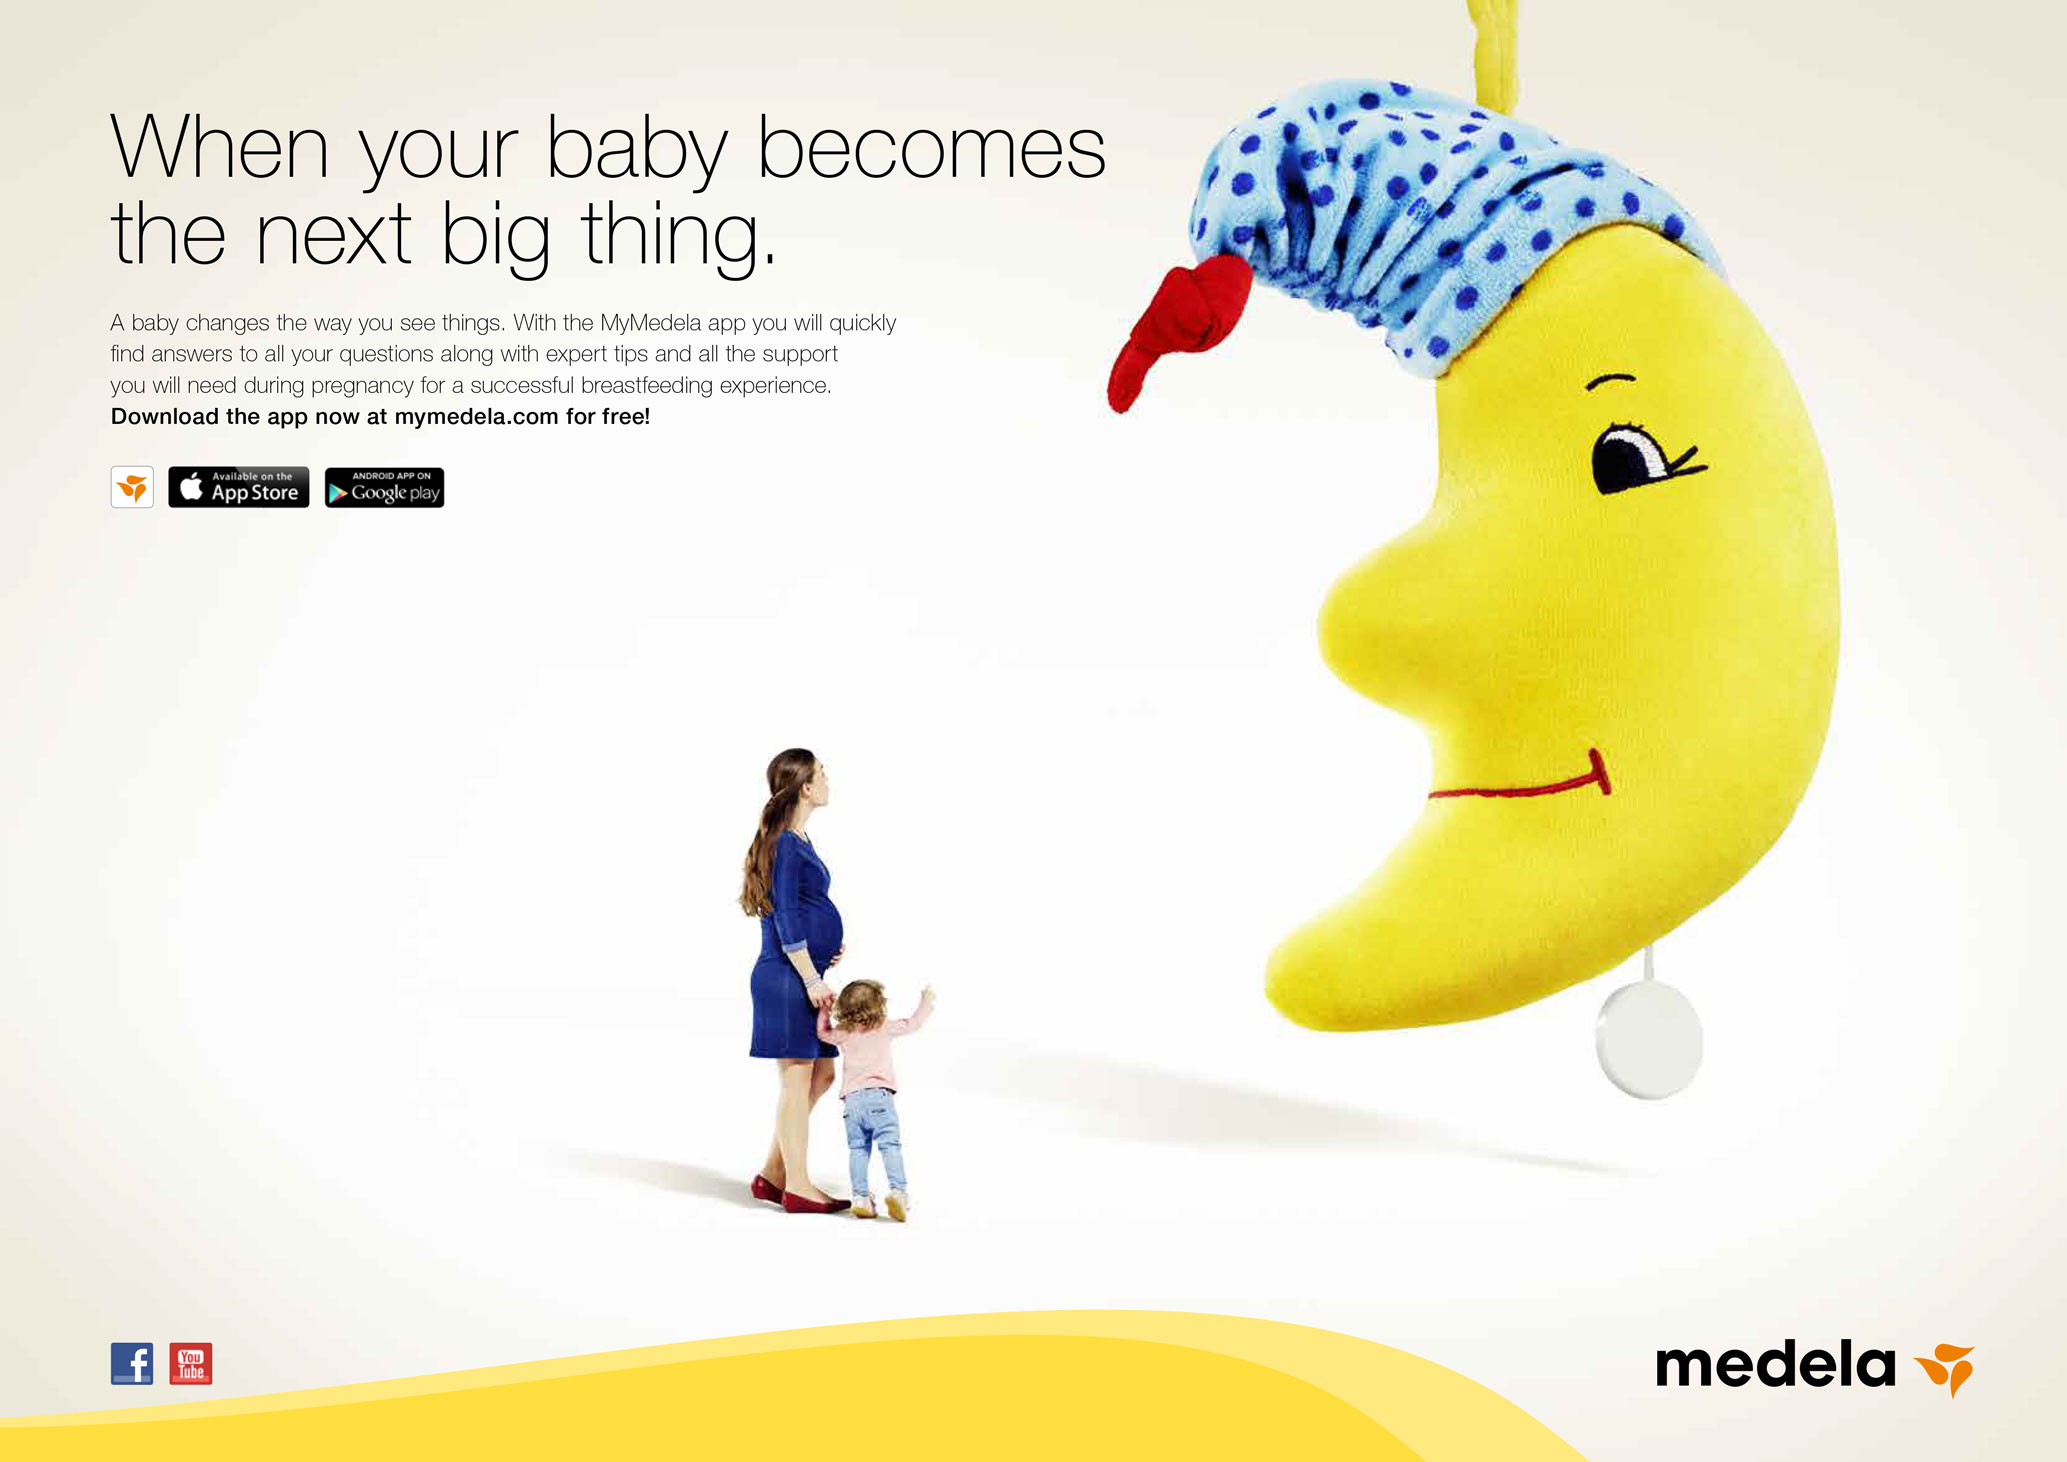 When your baby becomes
the next big thing.
A baby changes the way you see things. With the MyMedela app you will quickly
find answers to all your questions along with expert tips and all the support
you will need during pregnancy for a successful breastfeeding experience.
Download the app now at mymedela.com for free!
Available on the
App Store
ANDROID APP ON
Google play
f
You
Tube
medela